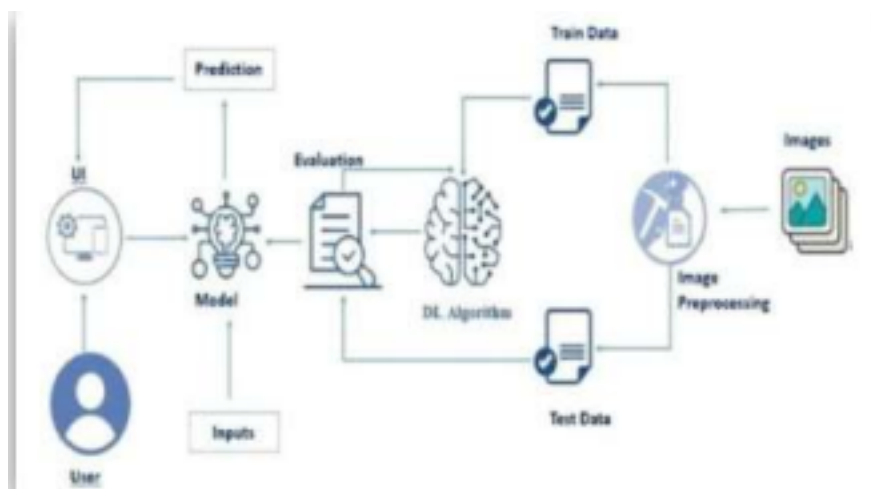 Train Data
Prediction
Images
Evaluation
UI
Image
Preprocessing
Model
DL Algorithm
Test Data
Inputs
User